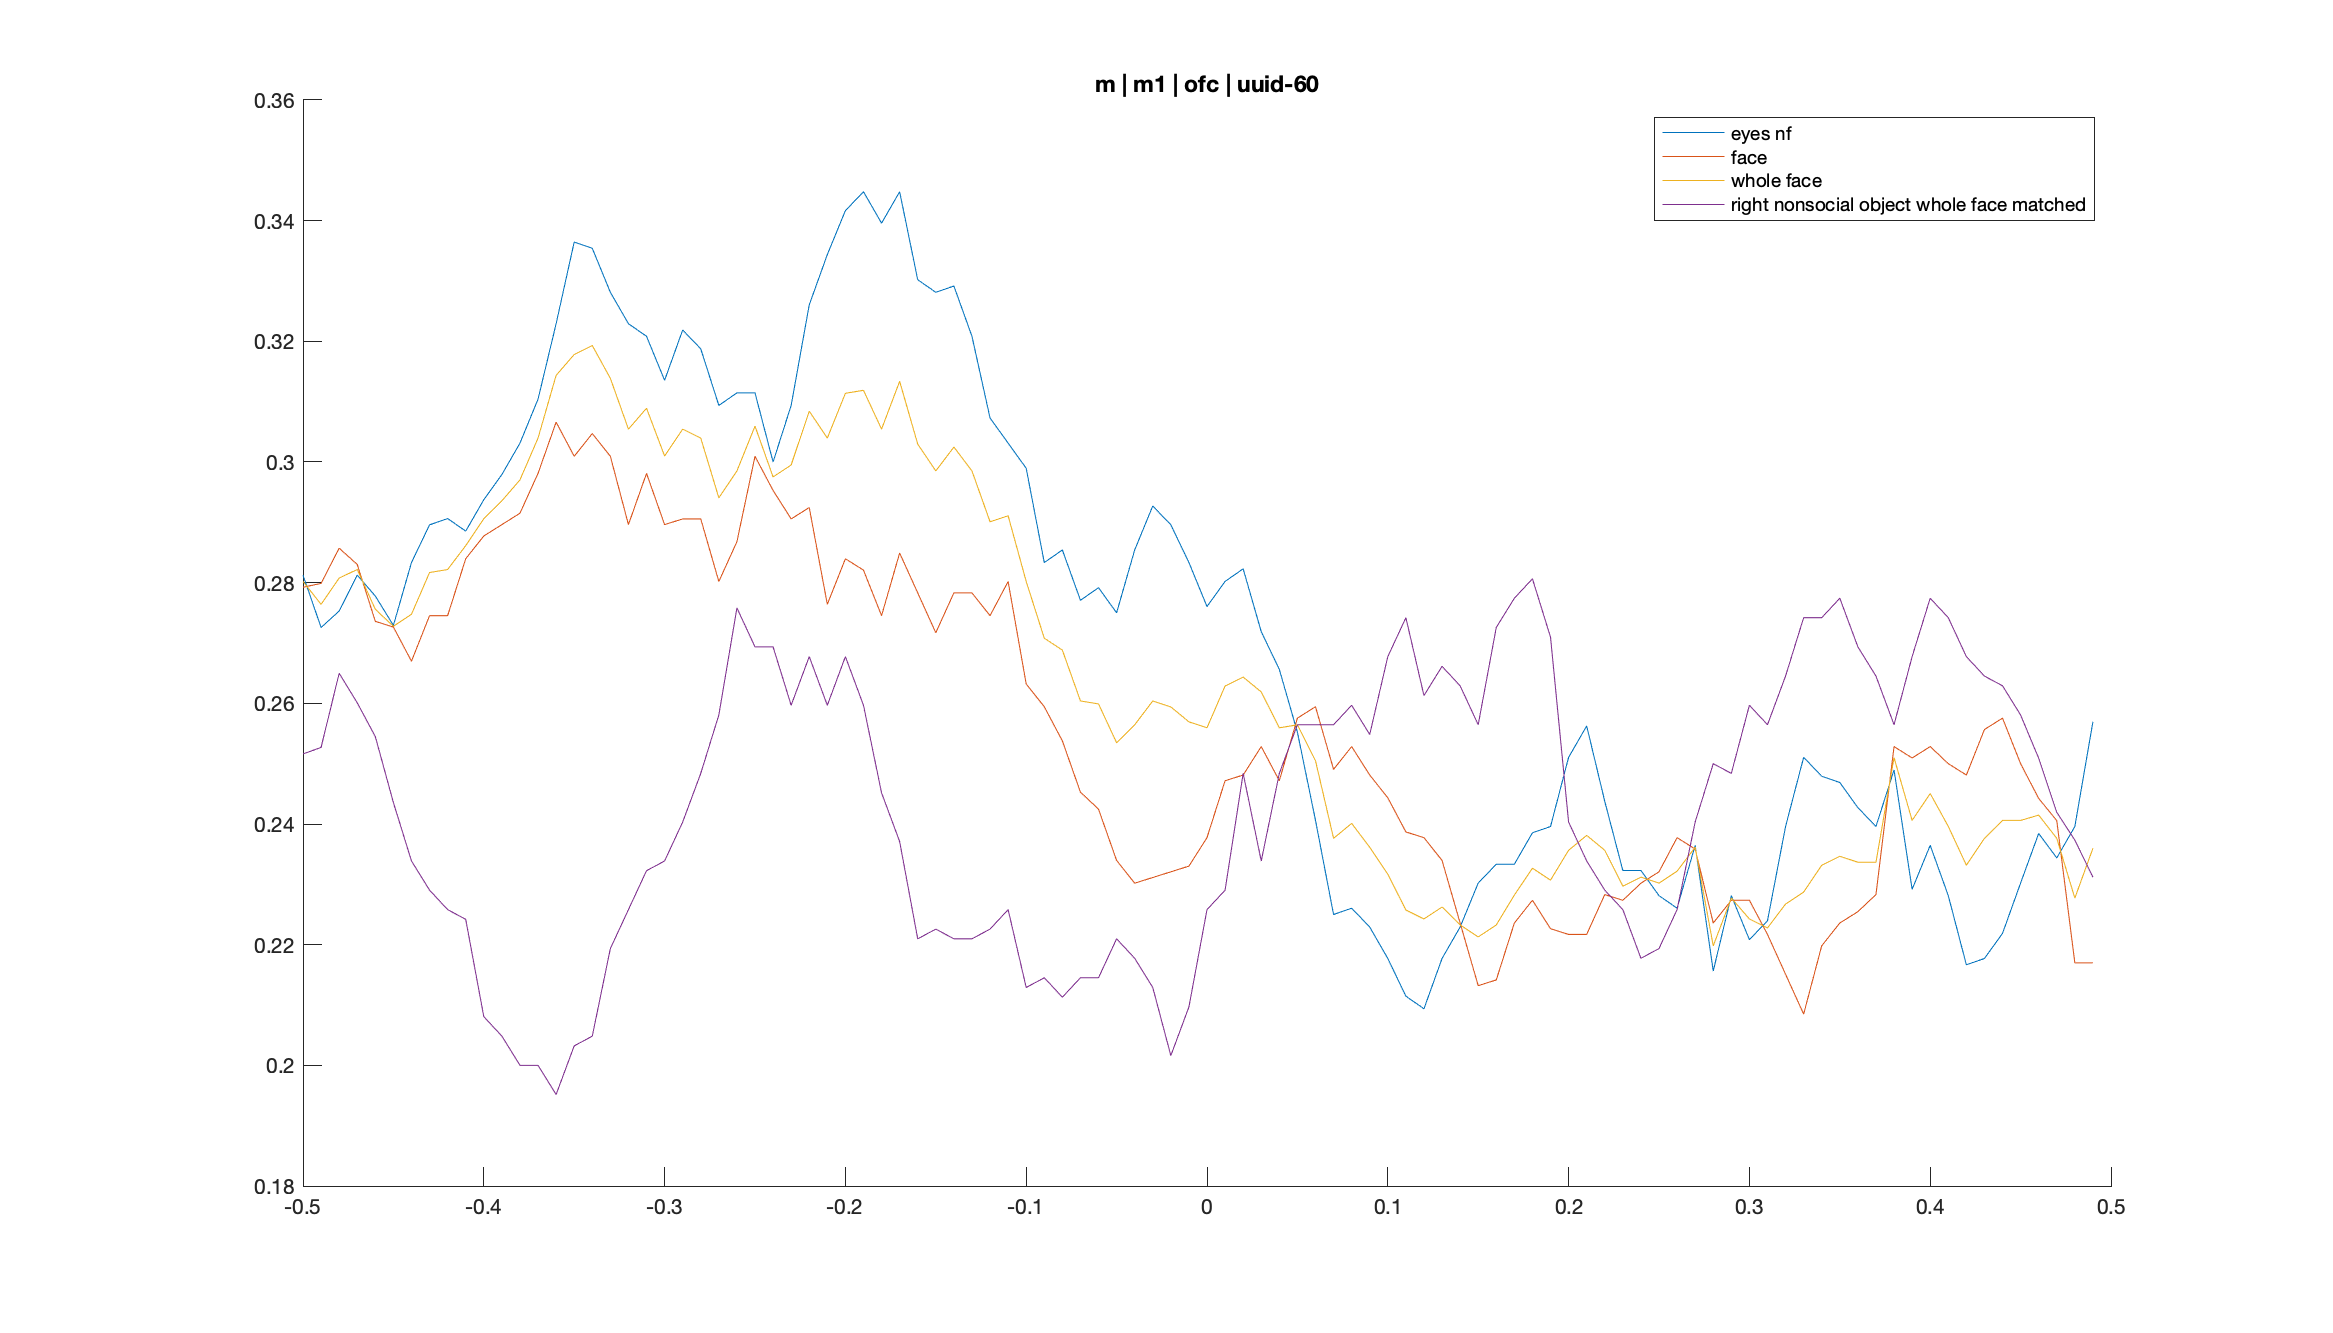 m | m1 | ofc | uuid-60
0.36
0.34
0.32
0.3
0.28
0.26
0.24
0.22
0.2
0.18
eyes nf
face
whole face
right nonsocial object whole face matched
-0.5 -0.4 -0.3 -0.2 -0.1 0 0.1 0.2 0.3 0.4 0.5